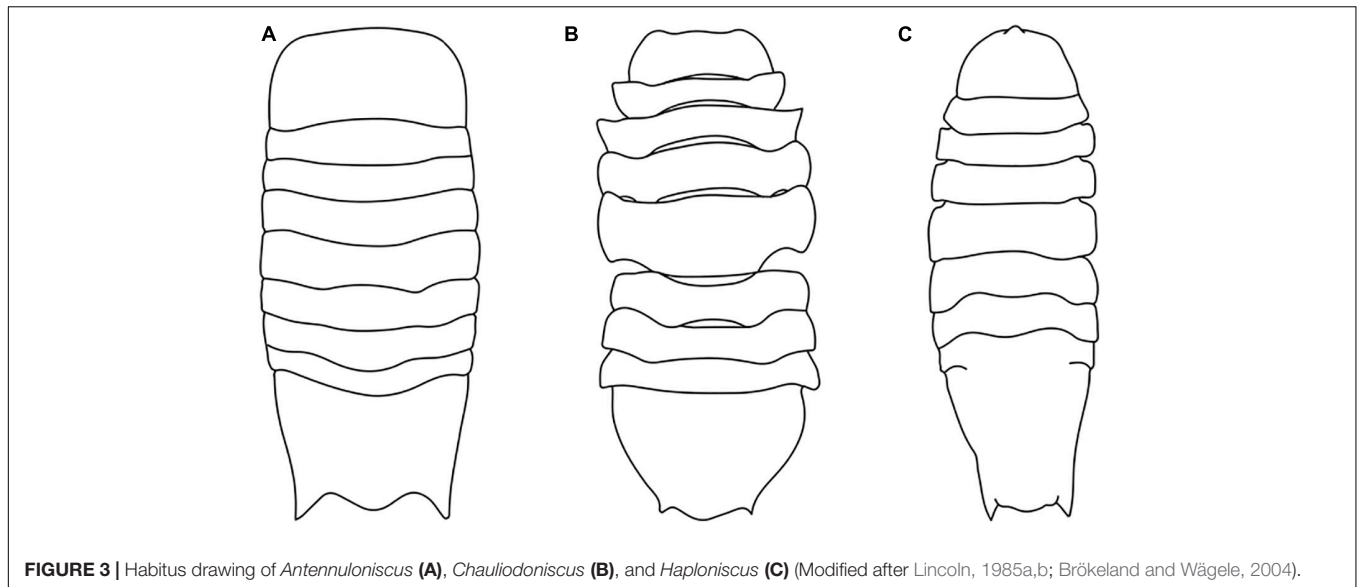 A B C
FIGURE 3 | Habitus drawing of Antennuloniscus (A), Chauliodoniscus (B), and Haploniscus (C) (Modified after Lincoln, 1985a,b; Brökeland and Wägele, 2004).